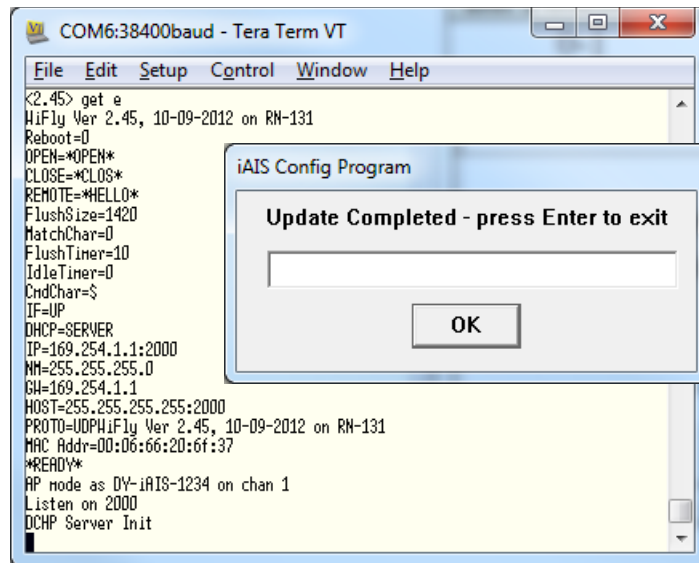 COM6:38400baud - Tera Term VT
File Edit Setup Control Window Help
<2.45> get e
WiFly Ver 2.45, 10-09-2012 on RN-131
Reboot=0
OPEN=*OPEN*
CLOSE=*CLOS*
REMOTE=*HELLO*
FlushSize=1420
MatchChar=0
FlushTimer=10
IdleTimer=0
CmdChar=$
IF=UP
DHCP=SERVER
IP=169.254.1.1:2000
NM=255.255.255.0
GW=169.254.1.1
HOST=255.255.255.255:2000
PROTO=UDPWiFly Ver 2.45, 10-09-2012 on RN-131
MAC Addr=00:06:66:20:6f:37
*READY*
AP mode as DY-iAIS-1234 on chan 1
Listen on 2000
DCHP Server Init
iAIS Config Program
Update Completed - press Enter to exit
OK